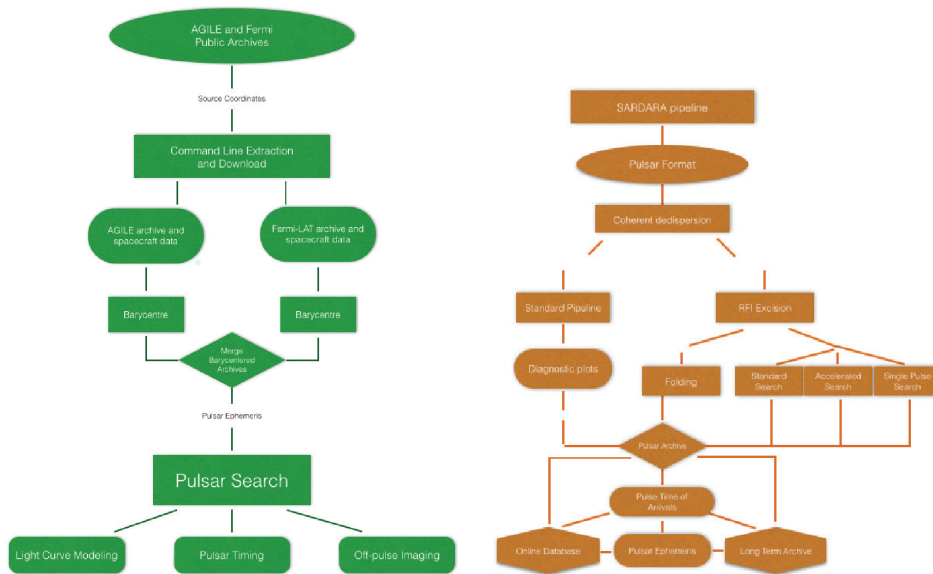 AGILE and Fermi
Public Archives
Source Coordinates
Command Line Extraction
and Download
AGILE archive and
spacecraft data
Fermi-LAT archive and
spacecraft data
Barycentre
Barycentre
Merge
Barycentered
Archives
Pulsar Ephemeris
Pulsar Search
Light Curve Modeling
Pulsar Timing
Off-pulse Imaging
SARDARA pipeline
Pulsar Format
Coherent dedispersion
Standard Pipeline
RFI Excision
Diagnostic plots
Folding
Standard
Search
Accelerated
Search
Single Pulse
Search
Pulsar Archive
Pulse Time of
Arrivals
Online Database
Pulsar Ephemeris
Long Term Archive